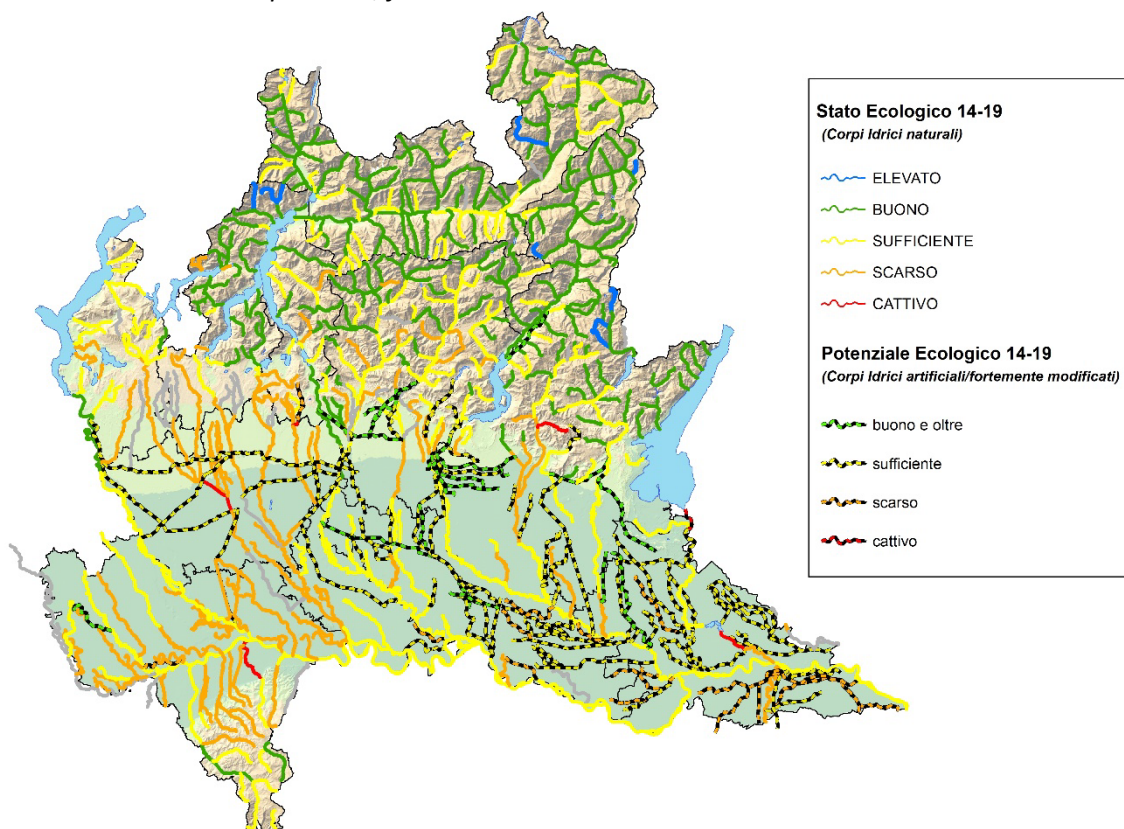 Stato Ecologico 14-19
(Corpi Idrici naturali)
ELEVATO
BUONO
SUFFICIENTE
SCARSO
CATTIVO
Potenziale Ecologico 14-19
(Corpi Idrici artificiali/fortemente modificati)
buono e oltre
sufficiente
scarso
cattivo